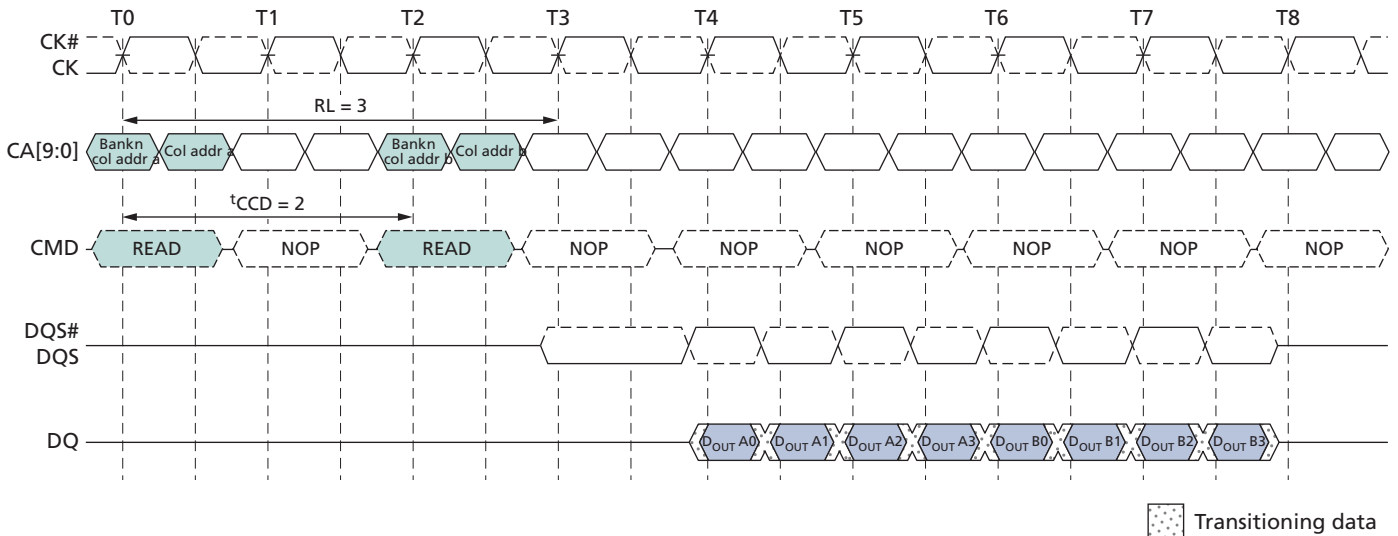 T0 T1 T2 T3 T4 T5 T6 T7 T8
CK#
CK
RL = 3
CA[9:0]
Bankn
col addr a
Col addr a
Bankn
col addr b
Col addr b
tCCD = 2
CMD READ NOP READ NOP NOP NOP NOP NOP NOP
DQS#
DQS
DQ DOUT A0 DOUT A1 DOUT A2 DOUT A3 DOUT B0 DOUT B1 DOUT B2 DOUT B3
Transitioning data